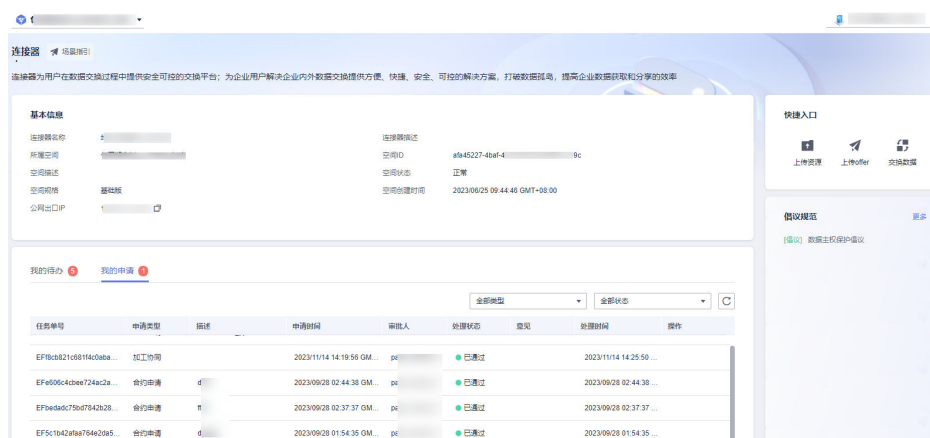 连接器 场景指引
连接器为用户在数据交换过程中提供安全可控的交换平台；为企业用户解决企业内外数据交换提供方便、快捷、安全、可控的解决方案，打破数据孤岛，提高企业数据获取和分享的效率
基本信息
连接器名称 连接器描述
所属空间 空间ID afa45227-4baf-4 9c
空间描述 空间状态 正常
空间规格 基础版 空间创建时间 2023/06/25 09:44:46 GMT+08:00
公网出口IP
快捷入口
上传资源 上传offer 交换数据
倡议规范 更多
[倡议] 数据主权保护倡议
我的待办 5 我的申请 1
全部类型 全部状态
任务单号 申请类型 描述 申请时间 审批人 处理状态 意见 处理时间 操作
EFf8cb821c681f4c0aba... 加工协同 2023/11/14 14:19:56 GM... pa 已通过 2023/11/14 14:25:50 ...
EFe606c4cbee724ac2a... 合约申请 d 2023/09/28 02:44:38 GM... pa 已通过 2023/09/28 02:44:38 ...
EFbedadc75bd7842b28... 合约申请 2023/09/28 02:37:37 GM... pa 已通过 2023/09/28 02:37:37 ...
EF5c1b42afaa764e2da5... 合约申请 d 2023/09/28 01:54:35 GM... pa 已通过 2023/09/28 01:54:35 ...